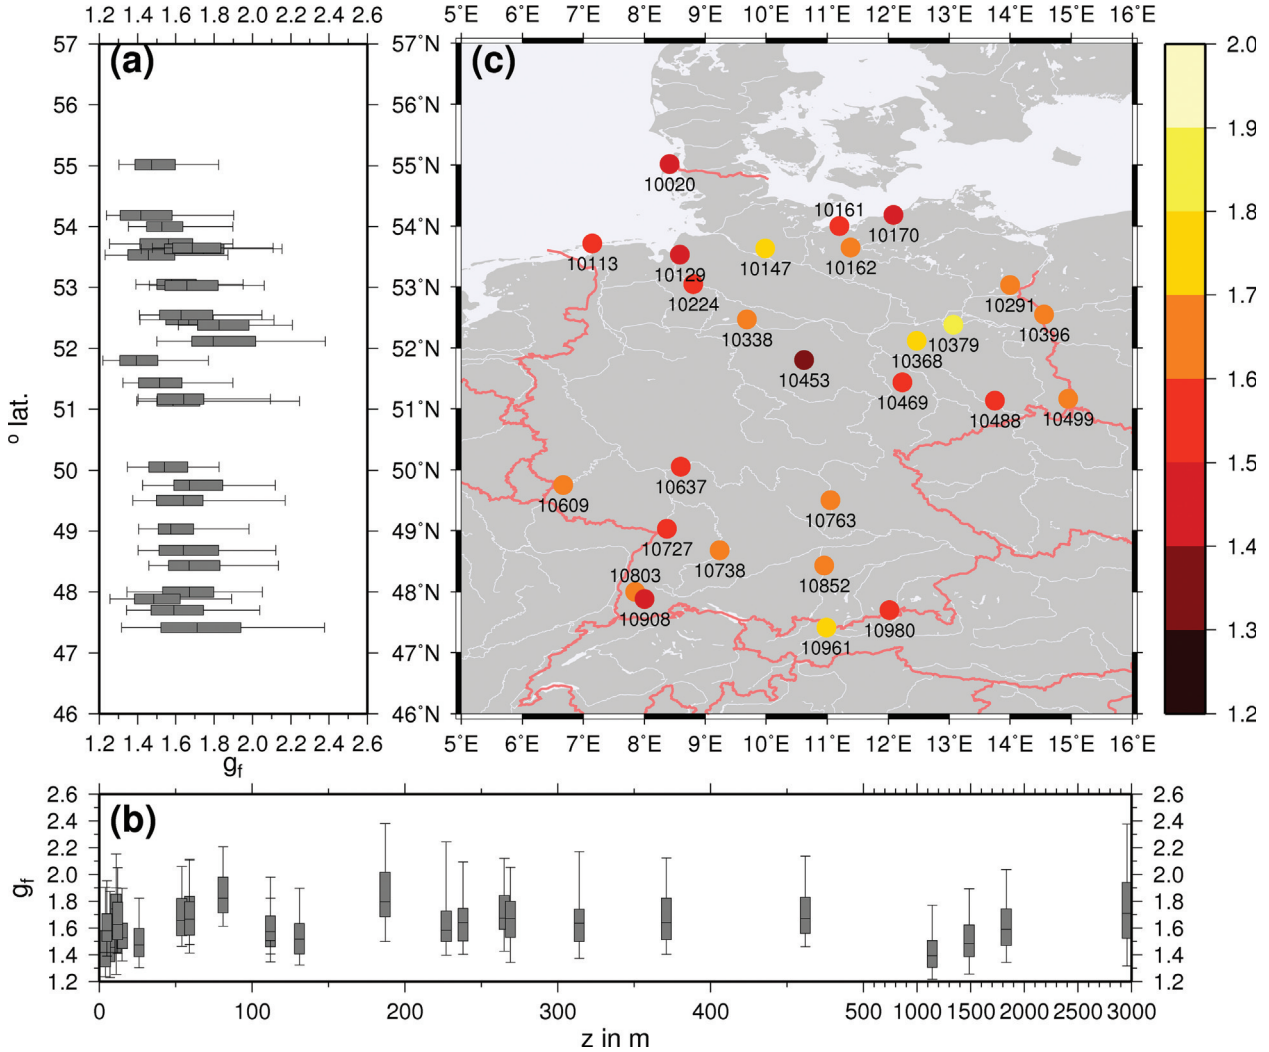 1.2 1.4 1.6 1.8 2.0 2.2 2.4 2.6
5˚E 6˚E 7˚E 8˚E 9˚E 10˚E 11˚E 12˚E 13˚E 14˚E 15˚E 16˚E
(a)
57
56
55
54
53
52
51
50
49
48
47
46
º lat.
1.2 1.4 1.6 1.8 2.0 2.2 2.4 2.6
gf
(c)
57˚N
56˚N
55˚N
54˚N
53˚N
52˚N
51˚N
50˚N
49˚N
48˚N
47˚N
46˚N
10020
10161
10170
10113
10129
10147
10162
10224
10291
10338
10396
10379
10368
10453
10469
10488
10499
10637
10609
10763
10727
10738
10803
10852
10908
10980
10961
5˚E 6˚E 7˚E 8˚E 9˚E 10˚E 11˚E 12˚E 13˚E 14˚E 15˚E 16˚E
2.0
1.9
1.8
1.7
1.6
1.5
1.4
1.3
1.2
(b)
2.6
2.4
2.2
2.0
1.8
1.6
1.4
1.2
gf
2.6
2.4
2.2
2.0
1.8
1.6
1.4
1.2
0 100 200 300 400 500 1000 1500 2000 2500 3000
z in m